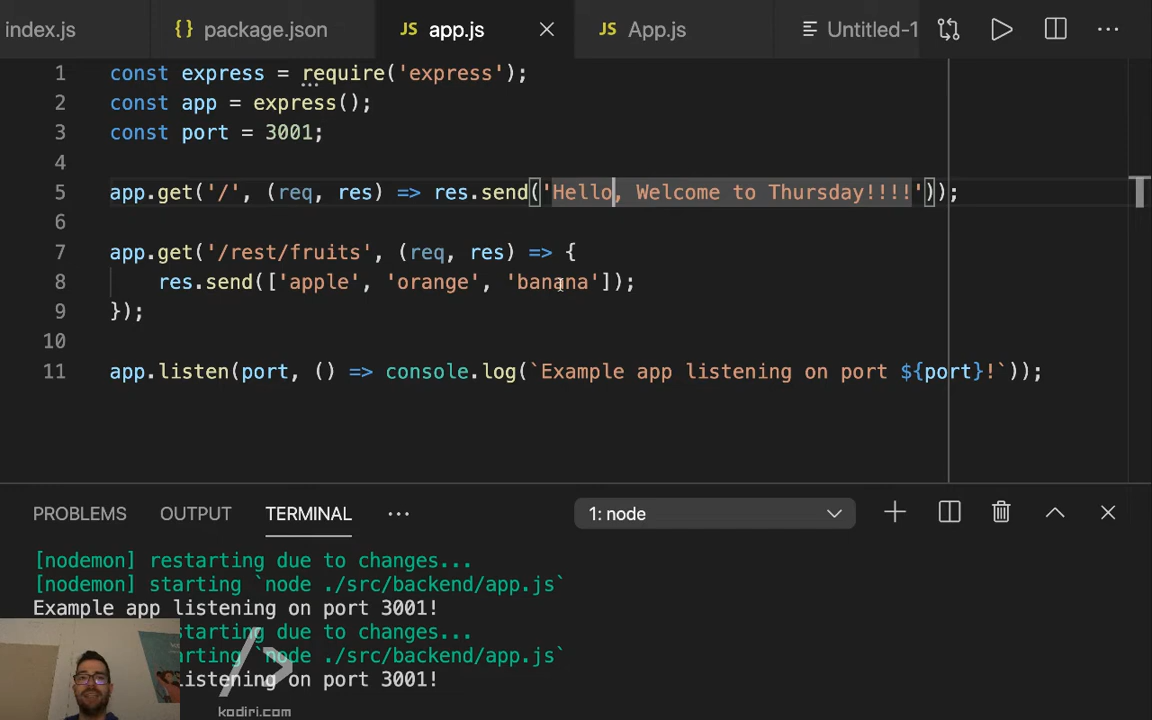 index.js
{} package.json
JS app.js
JS App.js
Untitled-1
1 const express = require('express');
2 const app = express();
3 const port = 3001;
4
5 app.get('/', (req, res) => res.send('Hello, Welcome to Thursday!!!!'));
6
7 app.get('/rest/fruits', (req, res) => {
8 res.send(['apple', 'orange', 'banana']);
9 });
10
11 app.listen(port, () => console.log(`Example app listening on port ${port}!`));
PROBLEMS OUTPUT TERMINAL ··· 1: node
[nodemon] restarting due to changes...
[nodemon] starting `node ./src/backend/app.js`
Example app listening on port 3001!
starting due to changes...
arting `node ./src/backend/app.js`
listening on port 3001!
kodiri.com